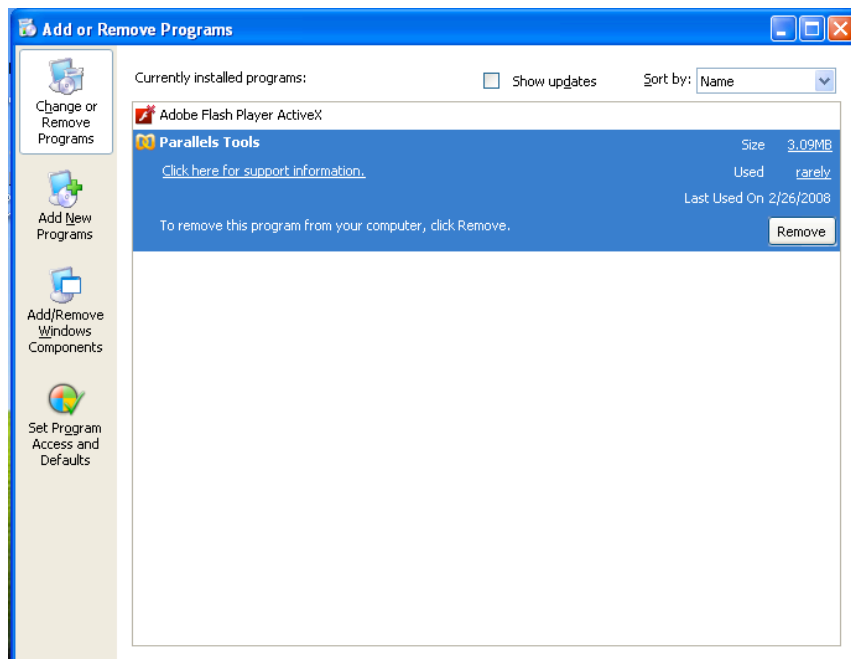 Add or Remove Programs
Change or
Remove
Programs
Add New
Programs
Add/Remove
Windows
Components
Set Program
Access and
Defaults
Currently installed programs:
Show updates
Sort by: Name
Adobe Flash Player ActiveX
Parallels Tools
Size 3.09MB
Click here for support information.
Used rarely
Last Used On 2/26/2008
To remove this program from your computer, click Remove.
Remove